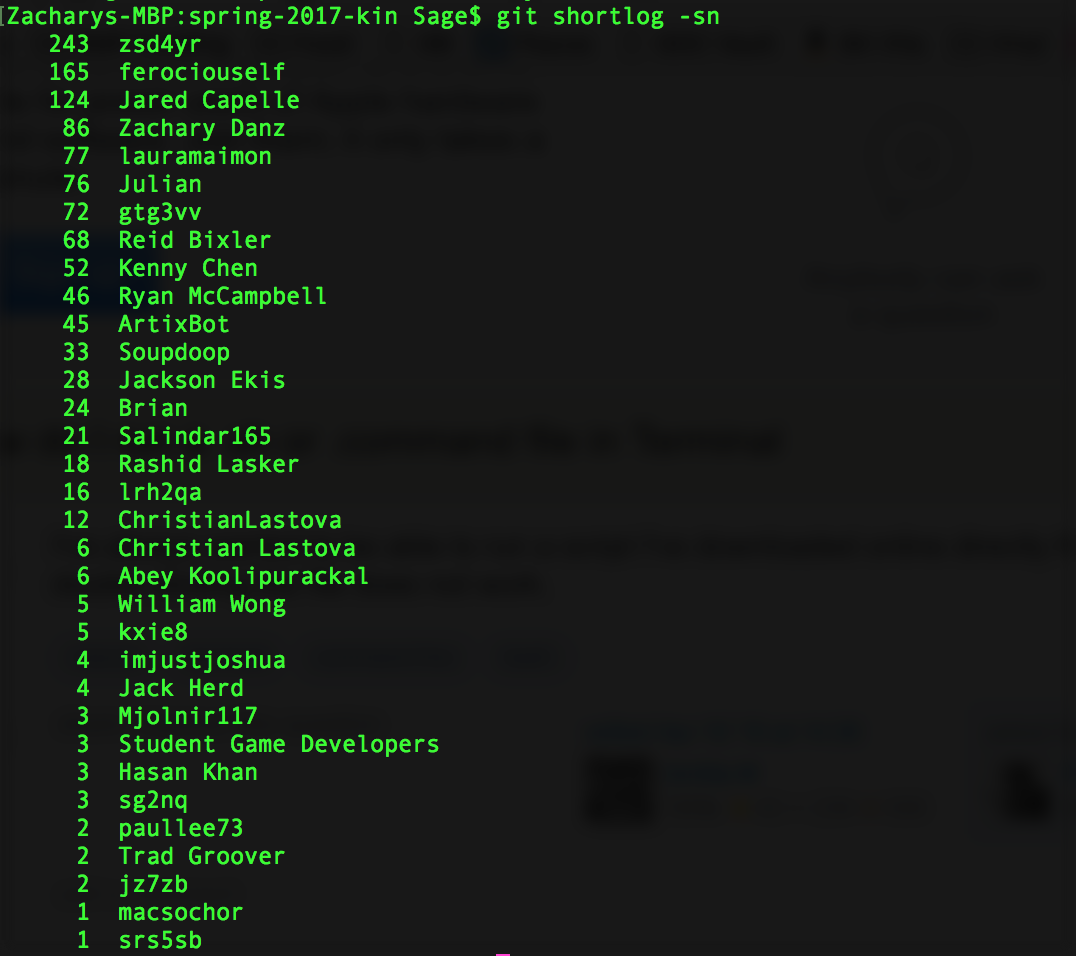 [Zacharys-MBP:spring-2017-kin Sage$ git shortlog -sn
243 zsd4yr
165 ferociouself
124 Jared Capelle
86 Zachary Danz
77 lauramaimon
76 Julian
72 gtg3vv
68 Reid Bixler
52 Kenny Chen
46 Ryan McCampbell
45 ArtixBot
33 Soupdoop
28 Jackson Ekis
24 Brian
21 Salindar165
18 Rashid Lasker
16 lrh2qa
12 ChristianLastova
6 Christian Lastova
6 Abey Koolipurackal
5 William Wong
5 kxie8
4 imjustjoshua
4 Jack Herd
3 Mjolnir117
3 Student Game Developers
3 Hasan Khan
3 sg2nq
2 paullee73
2 Trad Groover
2 jz7zb
1 macsochor
1 srs5sb